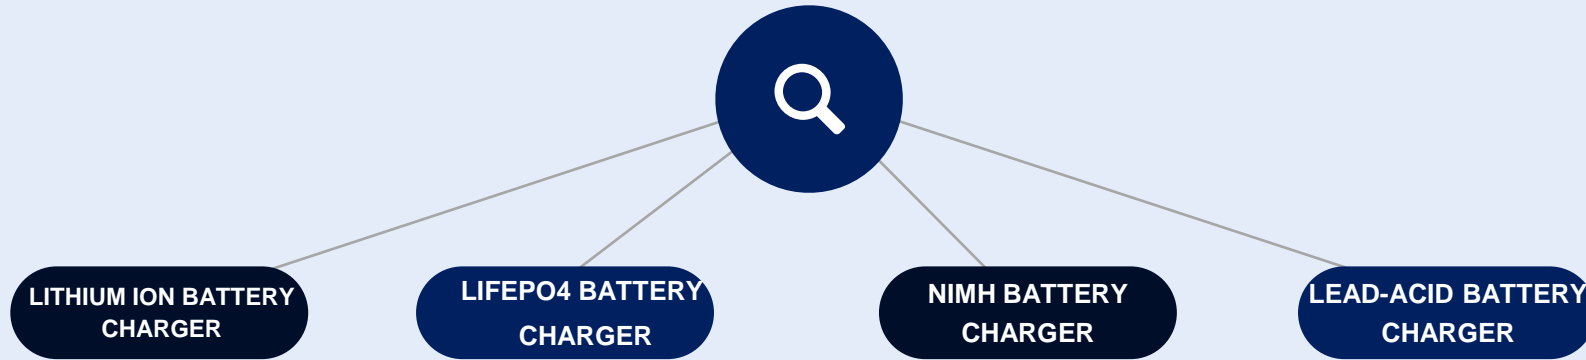 LITHIUM ION BATTERY
CHARGER
LIFEPO4 BATTERY
CHARGER
NIMH BATTERY
CHARGER
LEAD-ACID BATTERY
CHARGER